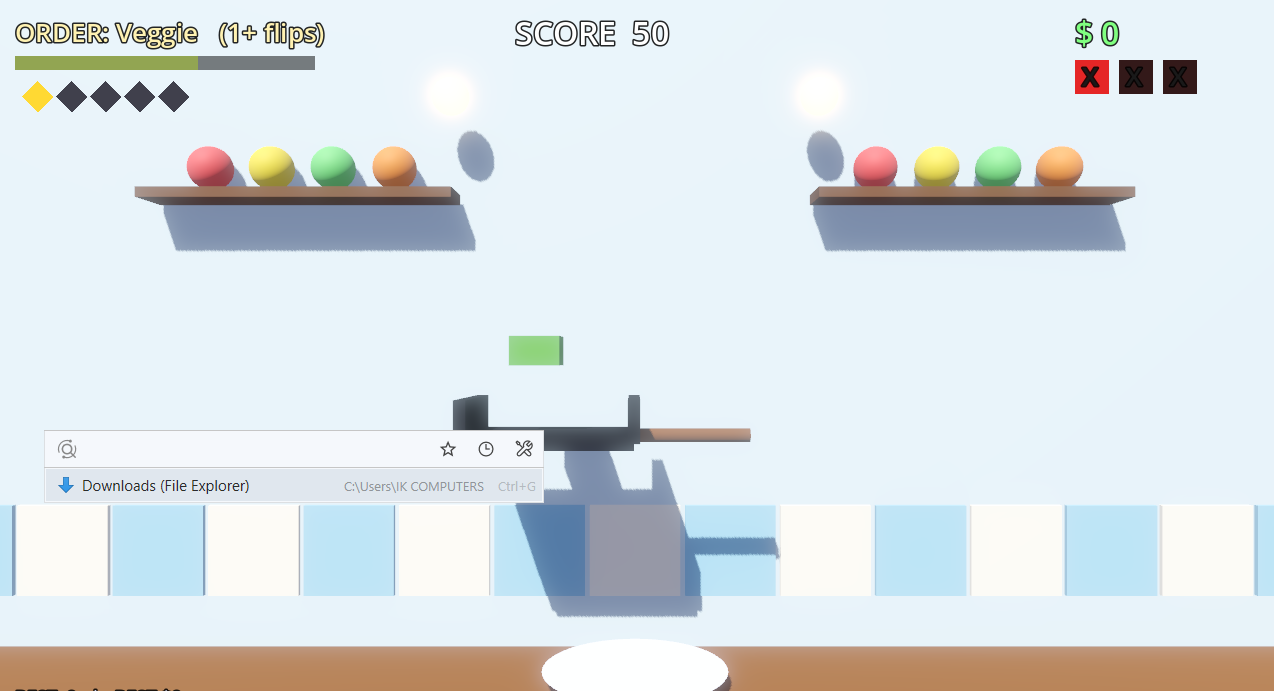 ORDER: Veggie (1+ flips)
SCORE 50
$ 0
X X X
Downloads (File Explorer) C:\Users\IK COMPUTERS Ctrl+G